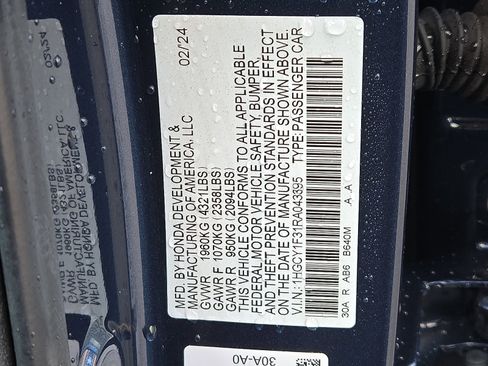 MFD. BY HONDA DEVELOPMENT & 02/24
MANUFACTURING OF AMERICA, LLC
GVWR 1960KG (4321LBS)
GAWR F 1070KG (2358LBS)
GAWR R 950KG (2094LBS)
THIS VEHICLE CONFORMS TO ALL APPLICABLE
FEDERAL MOTOR VEHICLE SAFETY, BUMPER,
AND THEFT PREVENTION STANDARDS IN EFFECT
ON THE DATE OF MANUFACTURE SHOWN ABOVE.
V.I.N.: 1HGCY1F31RA043395 TYPE: PASSENGER CAR
A . A
30A R AB6 B640M
30A-A0